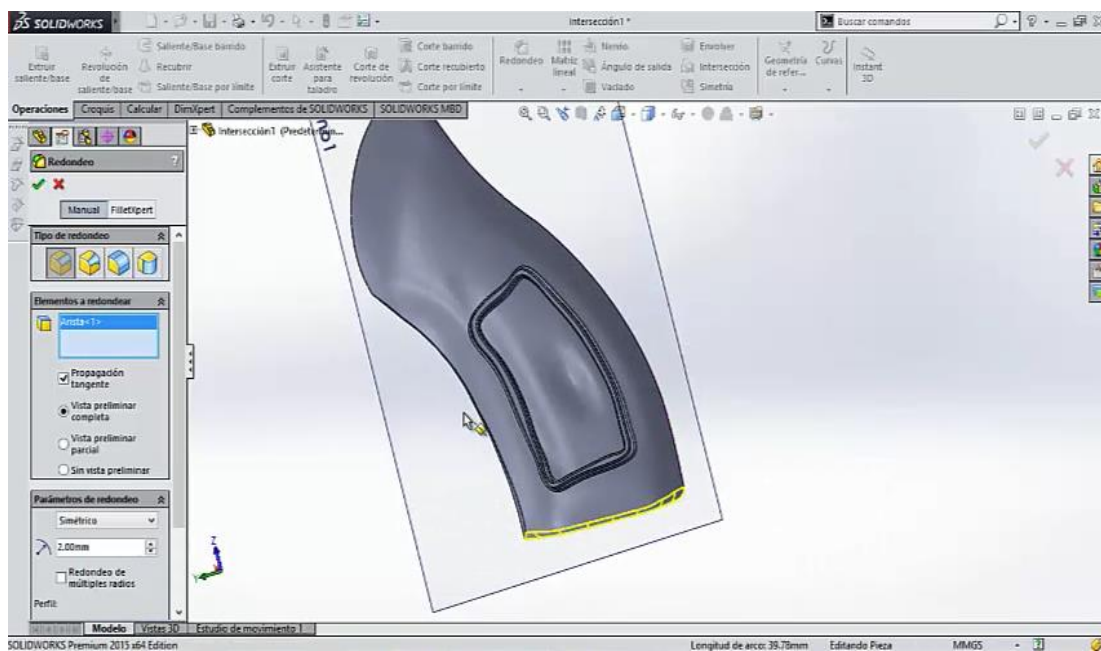 SOLIDWORKS
Intersección1 *
Buscar comandos
Extruir saliente/base
Revolución de saliente/base
Saliente/Base barrido
Recubrir
Saliente/Base por límite
Extruir corte
Asistente para taladro
Corte de revolución
Corte barrido
Corte recubierto
Corte por límite
Redondeo
Matriz lineal
Nervio
Ángulo de salida
Vaciado
Envolver
Intersección
Simetría
Geometría de refer...
Curvas
Instant 3D
Operaciones
Croquis
Calcular
DimXpert
Complementos de SOLIDWORKS
SOLIDWORKS MBD
Intersección1 (Predeterm...
Redondeo
?
Manual
FilletXpert
Tipo de redondeo
Elementos a redondear
Arista<1>
Propagación
tangente
Vista preliminar
completa
Vista preliminar
parcial
Sin vista preliminar
Parámetros de redondeo
Simétrico
2.00mm
Redondeo de
múltiples radios
Perfil:
Z
Y
Modelo
Vistas 3D
Estudio de movimiento 1
SOLIDWORKS Premium 2015 x64 Edition
Longitud de arco: 39.78mm
Editando Pieza
MMGS